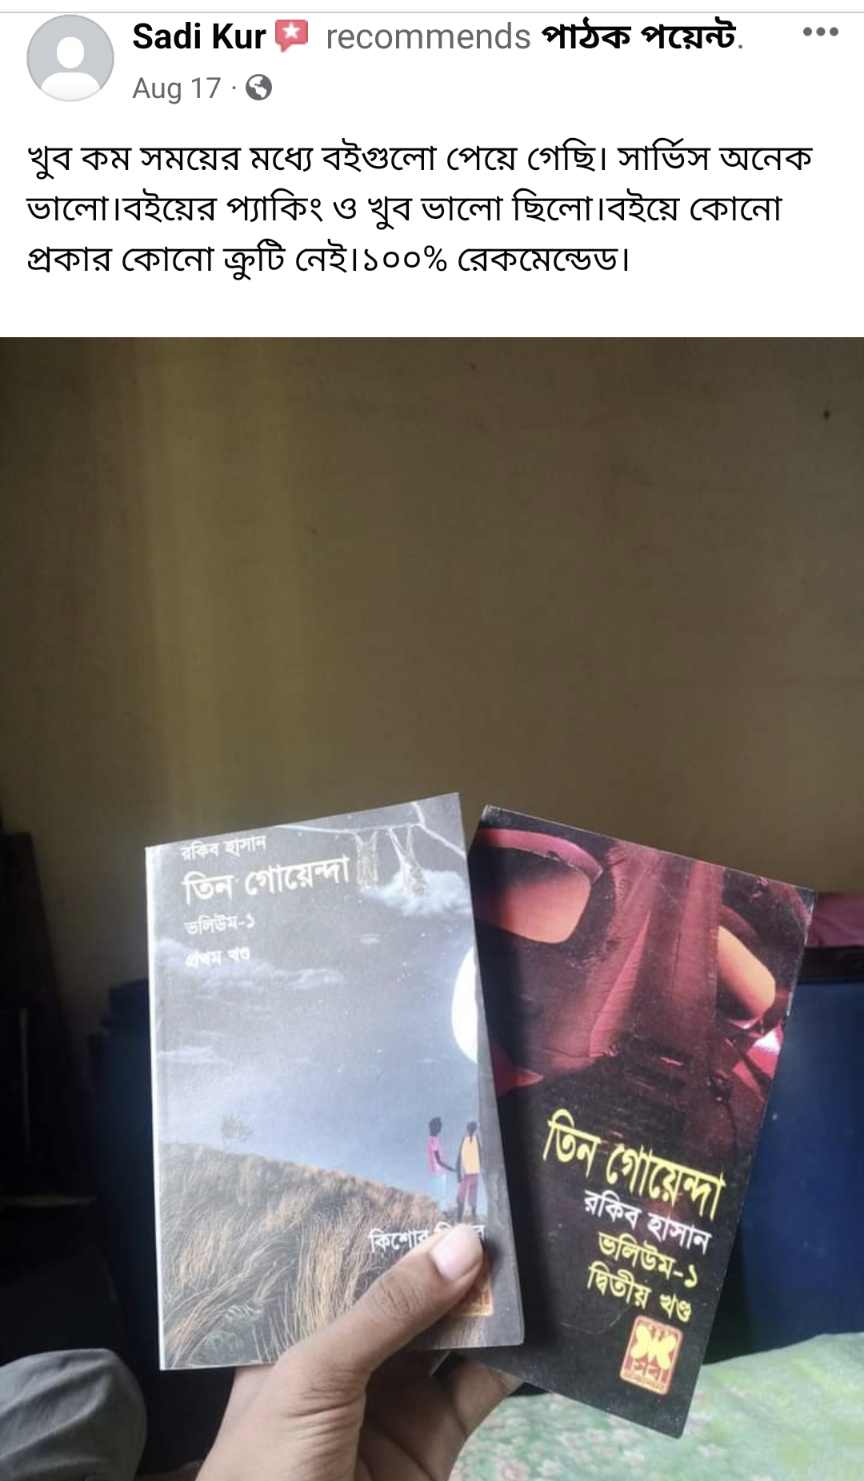 Sadi Kur recommends পাঠক পয়েন্ট.
Aug 17 ·
খুব কম সময়ের মধ্যে বইগুলো পেয়ে গেছি। সার্ভিস অনেক
ভালো।বইয়ের প্যাকিং ও খুব ভালো ছিলো।বইয়ে কোনো
প্রকার কোনো ক্রুটি নেই।১০০% রেকমেন্ডেড।
রকিব হাসান
তিন গোয়েন্দা
ভলিউম-১
প্রথম খণ্ড
কিশোর
তিন গোয়েন্দা
রকিব হাসান
ভলিউম-১
দ্বিতীয় খণ্ড